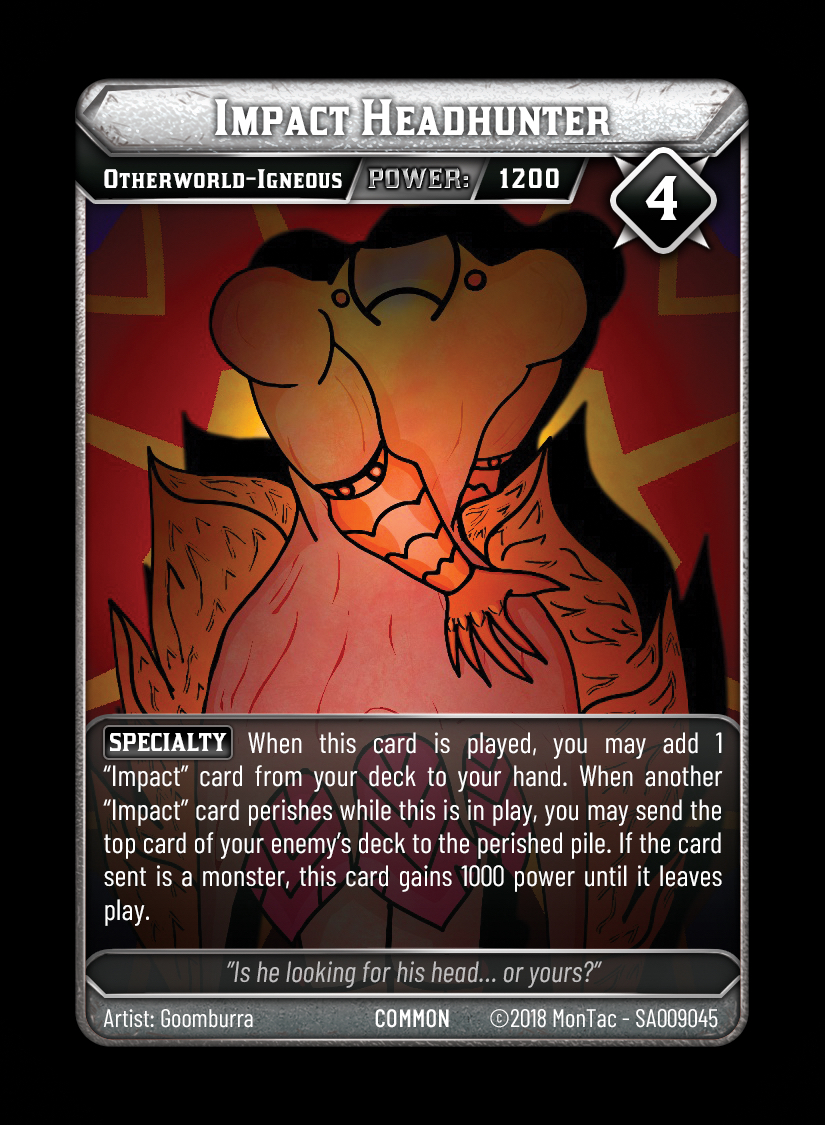 Impact Headhunter
Otherworld-Igneous POWER: 1200
4
SPECIALTY When this card is played, you may add 1
“Impact” card from your deck to your hand. When another
“Impact” card perishes while this is in play, you may send the
top card of your enemy’s deck to the perished pile. If the card
sent is a monster, this card gains 1000 power until it leaves
play.
"Is he looking for his head... or yours?"
Artist: Goomburra COMMON ©2018 MonTac - SA009045